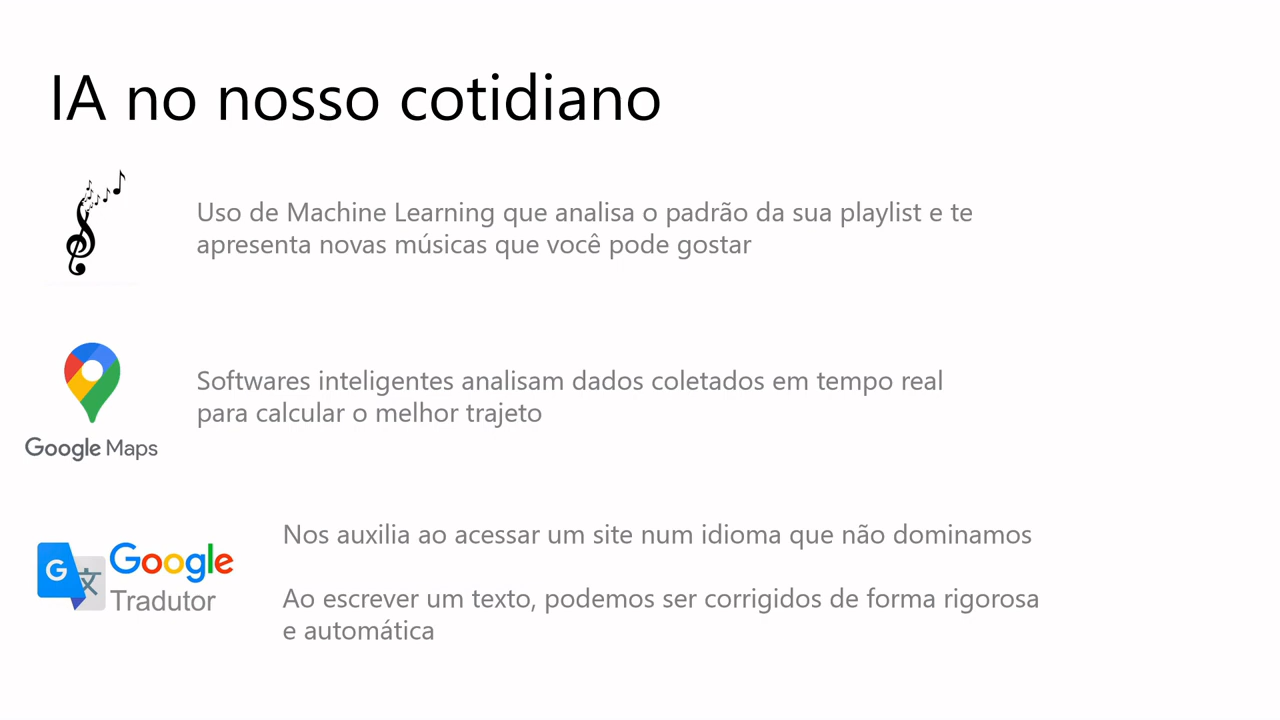 IA no nosso cotidiano
Uso de Machine Learning que analisa o padrão da sua playlist e te
apresenta novas músicas que você pode gostar
Softwares inteligentes analisam dados coletados em tempo real
para calcular o melhor trajeto
Google Maps
Nos auxilia ao acessar um site num idioma que não dominamos
G 文 Google
Tradutor
Ao escrever um texto, podemos ser corrigidos de forma rigorosa
e automática